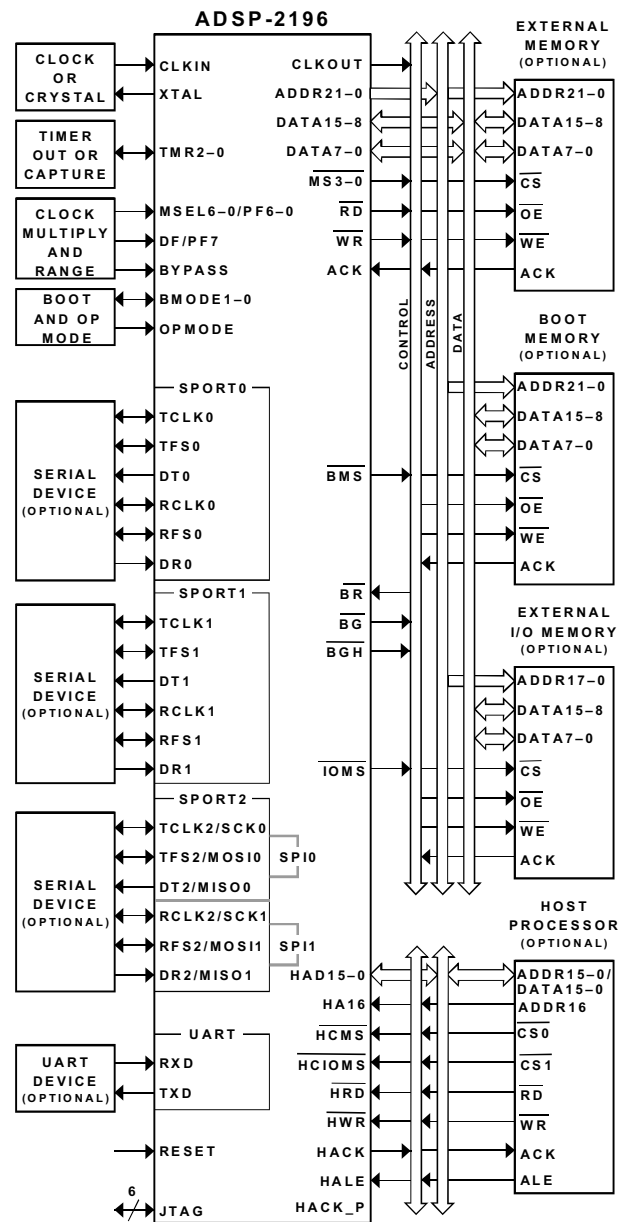 ADSP-2196
CLOCK
OR
CRYSTAL
TIMER
OUT OR
CAPTURE
CLOCK
MULTIPLY
AND
RANGE
BOOT
AND OP
MODE
SERIAL
DEVICE
(OPTIONAL)
SERIAL
DEVICE
(OPTIONAL)
SERIAL
DEVICE
(OPTIONAL)
UART
DEVICE
(OPTIONAL)
6
CLKIN
XTAL
TMR2–0
MSEL6–0/PF6–0
DF/PF7
BYPASS
BMODE1–0
OPMODE
SPORT0
TCLK0
TFS0
DT0
RCLK0
RFS0
DR0
SPORT1
TCLK1
TFS1
DT1
RCLK1
RFS1
DR1
SPORT2
TCLK2/SCK0
TFS2/MOSI0
DT2/MISO0
SPI0
RCLK2/SCK1
RFS2/MOSI1
DR2/MISO1
SPI1
UART
RXD
TXD
RESET
JTAG
CLKOUT
ADDR21–0
DATA15–8
DATA7–0
MS3–0
RD
WR
ACK
BMS
BR
BG
BGH
IOMS
HAD15–0
HA16
HCMS
HCIOMS
HRD
HWR
HACK
HALE
HACK_P
CONTROL
ADDRESS
DATA
EXTERNAL
MEMORY
(OPTIONAL)
ADDR21–0
DATA15–8
DATA7–0
CS
OE
WE
ACK
BOOT
MEMORY
(OPTIONAL)
ADDR21–0
DATA15–8
DATA7–0
CS
OE
WE
ACK
EXTERNAL
I/O MEMORY
(OPTIONAL)
ADDR17–0
DATA15–8
DATA7–0
CS
OE
WE
ACK
HOST
PROCESSOR
(OPTIONAL)
ADDR15–0/
DATA15–0
ADDR16
CS0
CS1
RD
WR
ACK
ALE